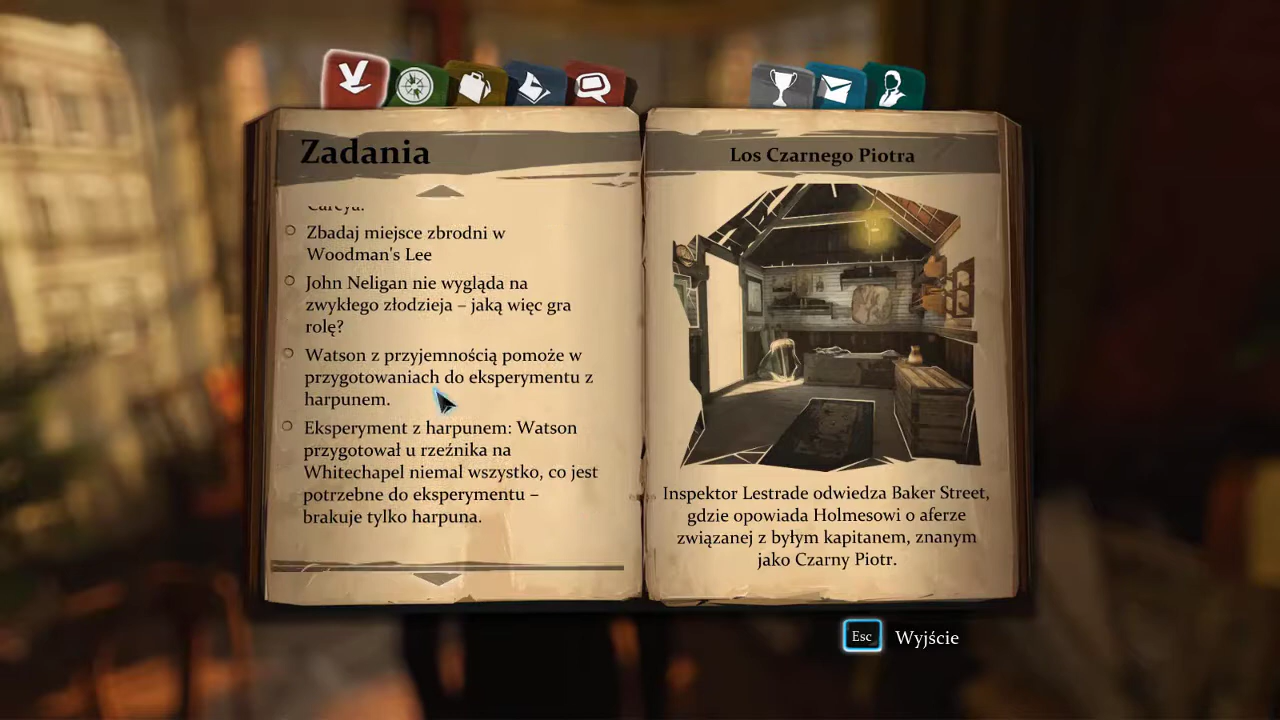 Zadania
Zbadaj miejsce zbrodni w
Woodman's Lee
John Neligan nie wygląda na
zwykłego złodzieja – jaką więc gra
rolę?
Watson z przyjemnością pomoże w
przygotowaniach do eksperymentu z
harpunem.
Eksperyment z harpunem: Watson
przygotował u rzeźnika na
Whitechapel niemal wszystko, co jest
potrzebne do eksperymentu –
brakuje tylko harpuna.
Los Czarnego Piotra
Inspektor Lestrade odwiedza Baker Street,
gdzie opowiada Holmesowi o aferze
związanej z byłym kapitanem, znanym
jako Czarny Piotr.
Esc Wyjście